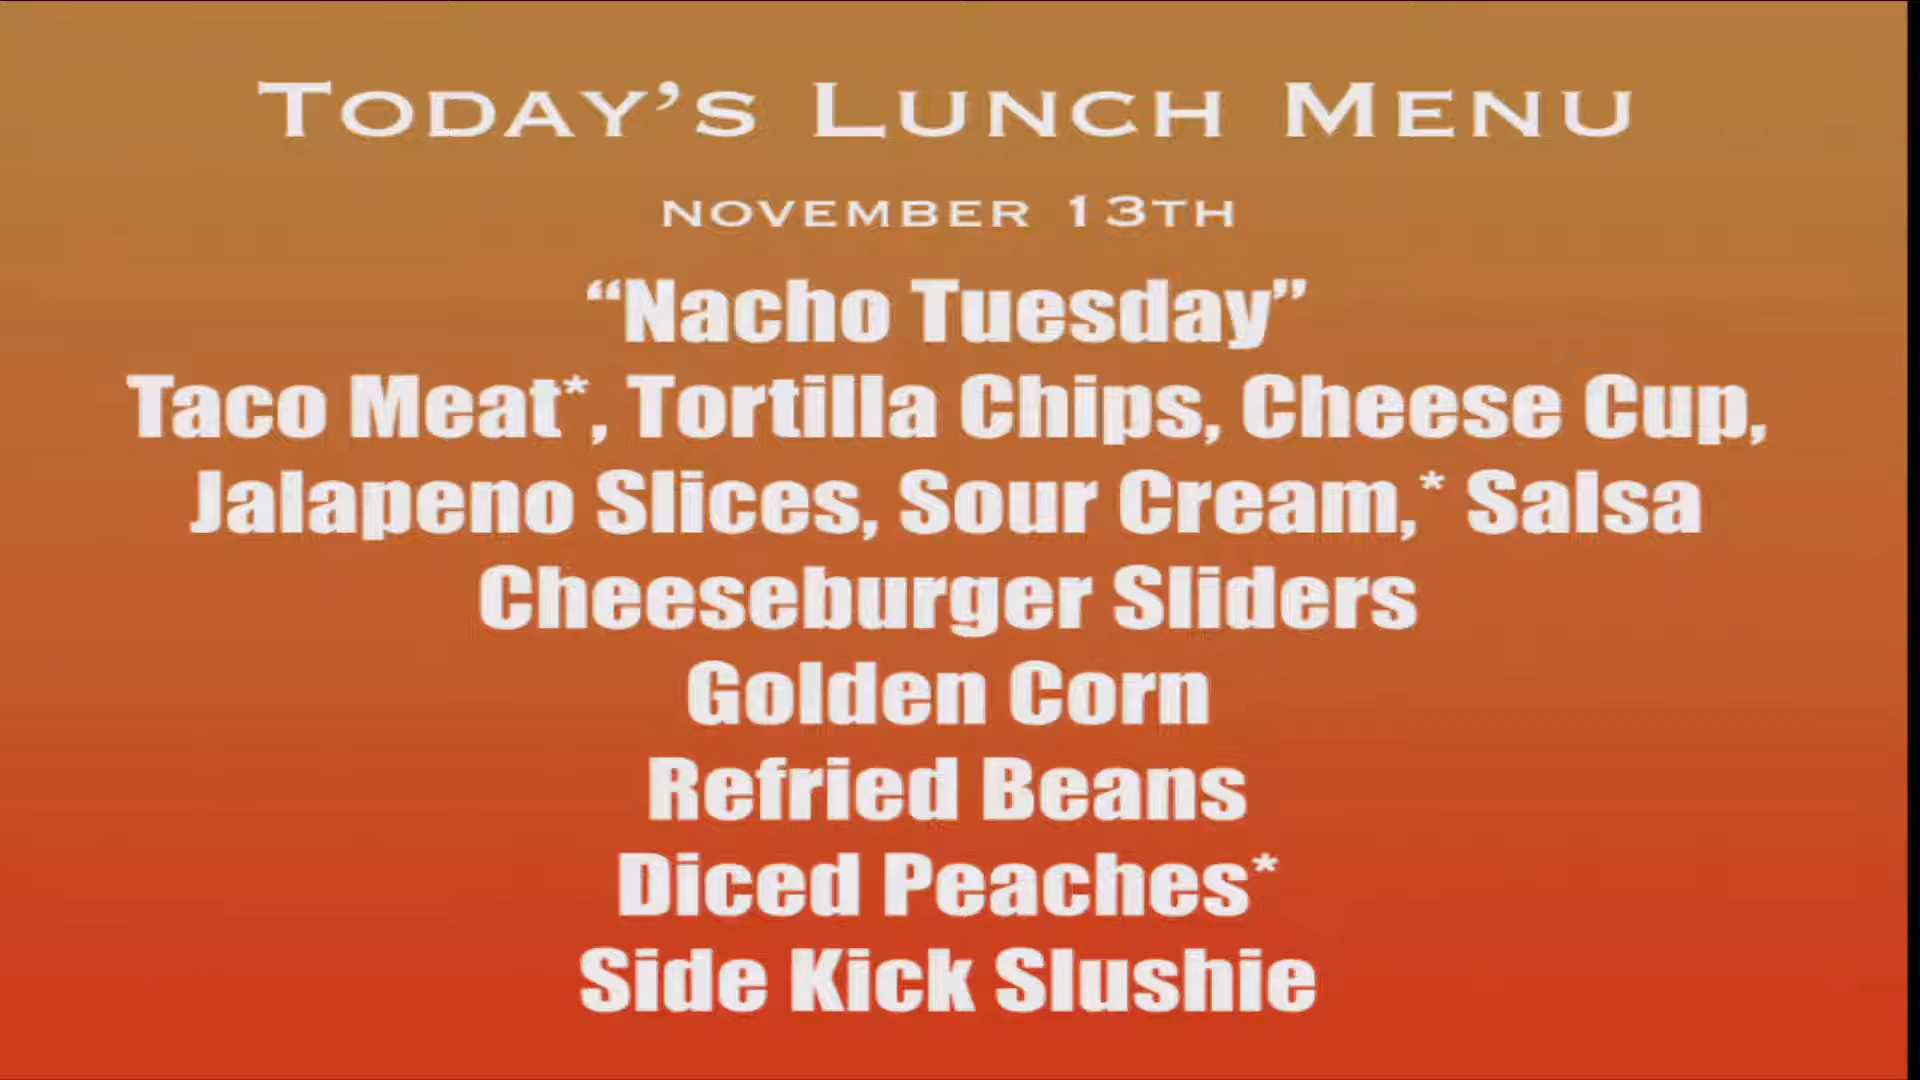 Today’s Lunch Menu
november 13th
“Nacho Tuesday”
Taco Meat*, Tortilla Chips, Cheese Cup,
Jalapeno Slices, Sour Cream,* Salsa
Cheeseburger Sliders
Golden Corn
Refried Beans
Diced Peaches*
Side Kick Slushie